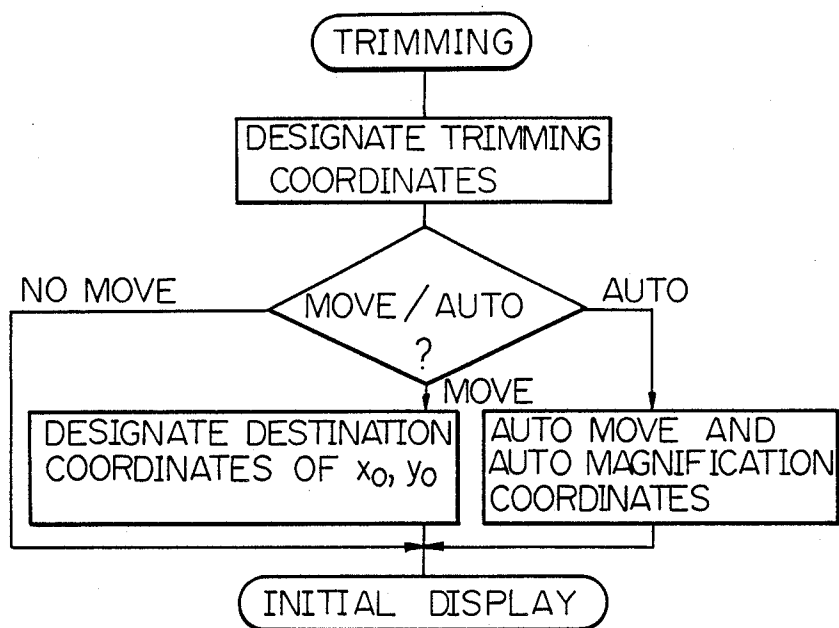 TRIMMING
DESIGNATE TRIMMING
COORDINATES
NO MOVE
MOVE/AUTO
?
AUTO
MOVE
DESIGNATE DESTINATION
COORDINATES OF x₀, y₀
AUTO MOVE AND
AUTO MAGNIFICATION
COORDINATES
INITIAL DISPLAY